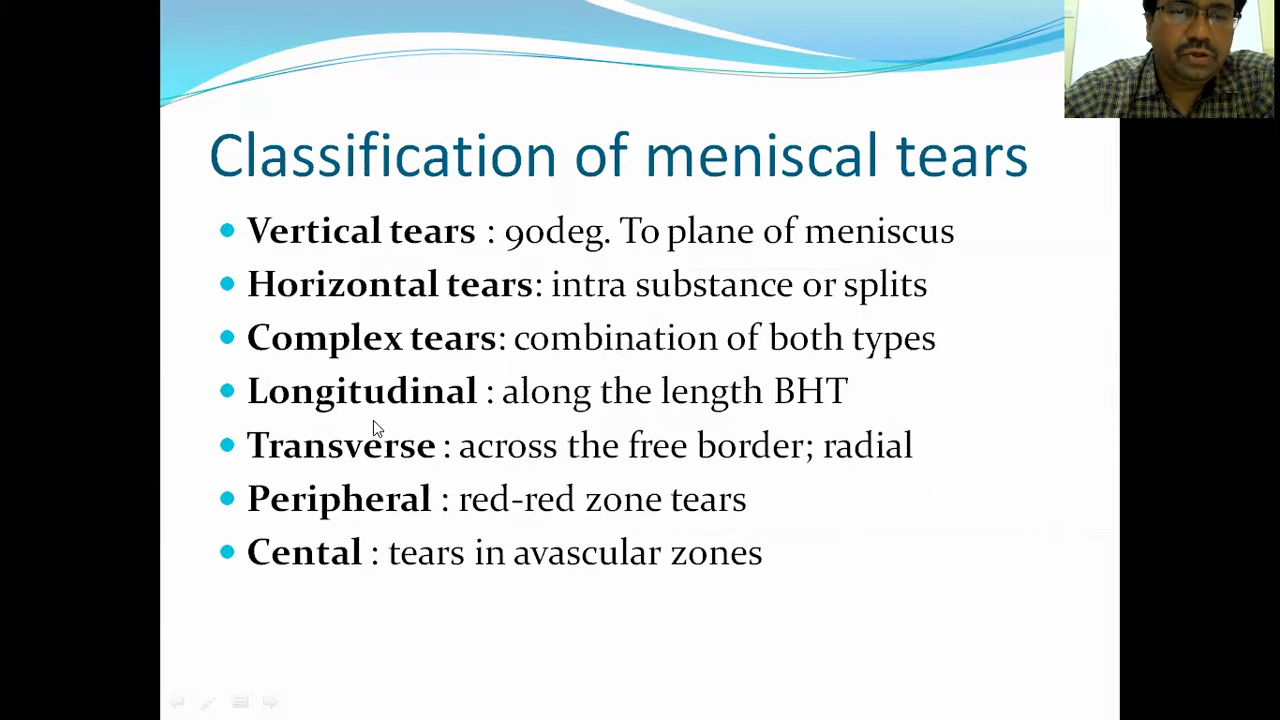 Classification of meniscal tears
Vertical tears : 90deg. To plane of meniscus
Horizontal tears: intra substance or splits
Complex tears: combination of both types
Longitudinal : along the length BHT
Transverse : across the free border; radial
Peripheral : red-red zone tears
Cental : tears in avascular zones